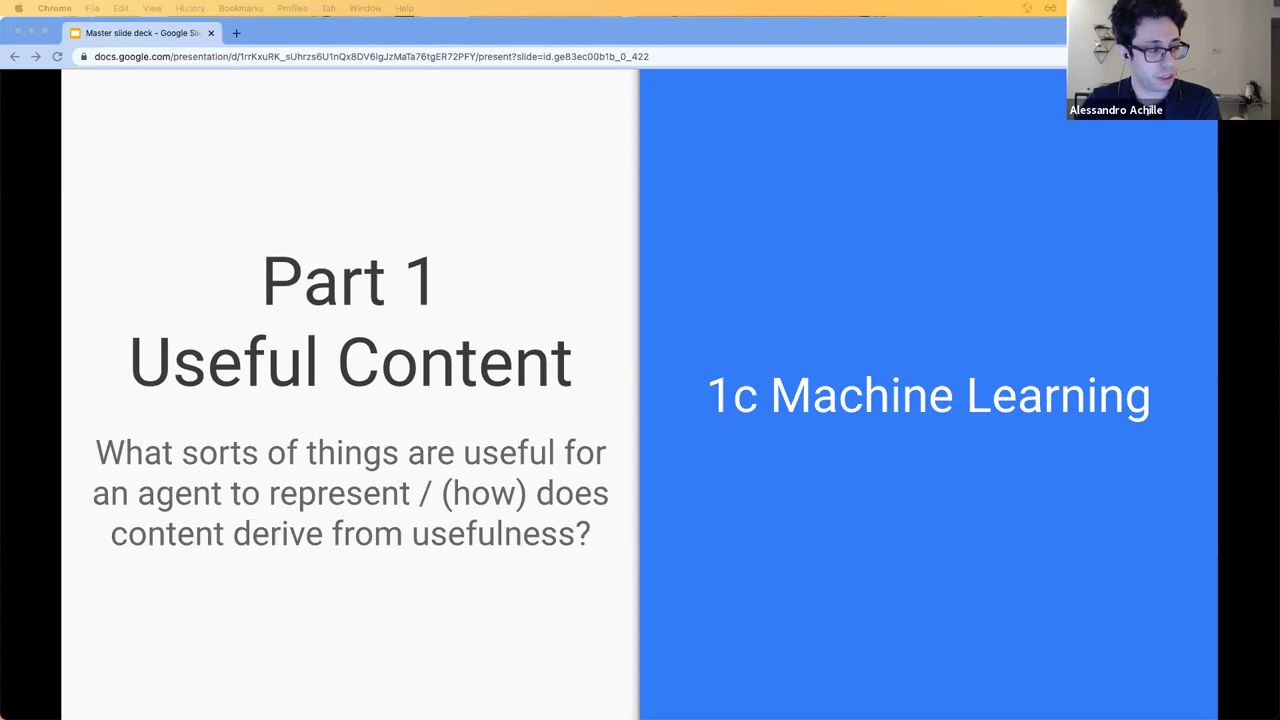 Chrome File Edit View History Bookmarks Profiles Tab Window Help
Master slide deck - Google Sli
docs.google.com/presentation/d/1rrKxuRK_sUhrzs6U1nQx8DV6lgJzMaTa76tgER72PFY/present?slide=id.ge83ec00b1b_0_422
Alessandro Achille
Part 1
Useful Content
What sorts of things are useful for
an agent to represent / (how) does
content derive from usefulness?
1c Machine Learning